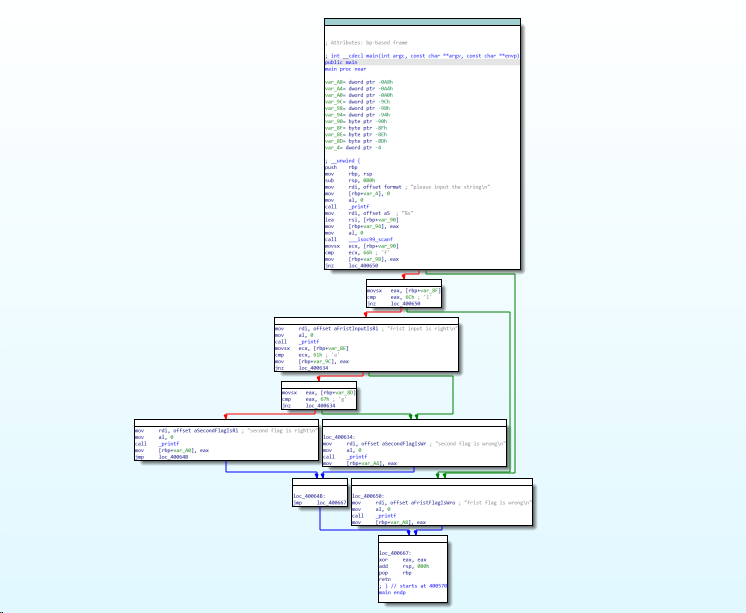 ; Attributes: bp-based frame
; int __cdecl main(int argc, const char **argv, const char **envp)
public main
main proc near
var_A8= dword ptr -0A8h
var_A4= dword ptr -0A4h
var_A0= dword ptr -0A0h
var_9C= dword ptr -9Ch
var_98= dword ptr -98h
var_94= dword ptr -94h
var_90= byte ptr -90h
var_8F= byte ptr -8Fh
var_8E= byte ptr -8Eh
var_8D= byte ptr -8Dh
var_4= dword ptr -4
; __unwind {
push rbp
mov rbp, rsp
sub rsp, 0B0h
mov rdi, offset format ; "please input the string\n"
mov [rbp+var_4], 0
mov al, 0
call _printf
mov rdi, offset aS ; "%s"
lea rsi, [rbp+var_90]
mov [rbp+var_94], eax
mov al, 0
call ___isoc99_scanf
movsx ecx, [rbp+var_90]
cmp ecx, 66h ; 'f'
mov [rbp+var_98], eax
jnz loc_400650
movsx eax, [rbp+var_8F]
cmp eax, 6Ch ; 'l'
jnz loc_400650
mov rdi, offset aFristInputIsRi ; "frist input is right\n"
mov al, 0
call _printf
movsx ecx, [rbp+var_8E]
cmp ecx, 61h ; 'a'
mov [rbp+var_9C], eax
jnz loc_400634
movsx eax, [rbp+var_8D]
cmp eax, 67h ; 'g'
jnz loc_400634
mov rdi, offset aSecondFlagIsRi ; "second flag is right\n"
mov al, 0
call _printf
mov [rbp+var_A0], eax
jmp loc_40064B
loc_400634:
mov rdi, offset aSecondFlagIsWr ; "second flag is wrong\n"
mov al, 0
call _printf
mov [rbp+var_A4], eax
loc_40064B:
jmp loc_400667
loc_400650:
mov rdi, offset aFristFlagIsWro ; "frist flag is wrong\n"
mov al, 0
call _printf
mov [rbp+var_A8], eax
loc_400667:
xor eax, eax
add rsp, 0B0h
pop rbp
retn
; } // starts at 400570
main endp